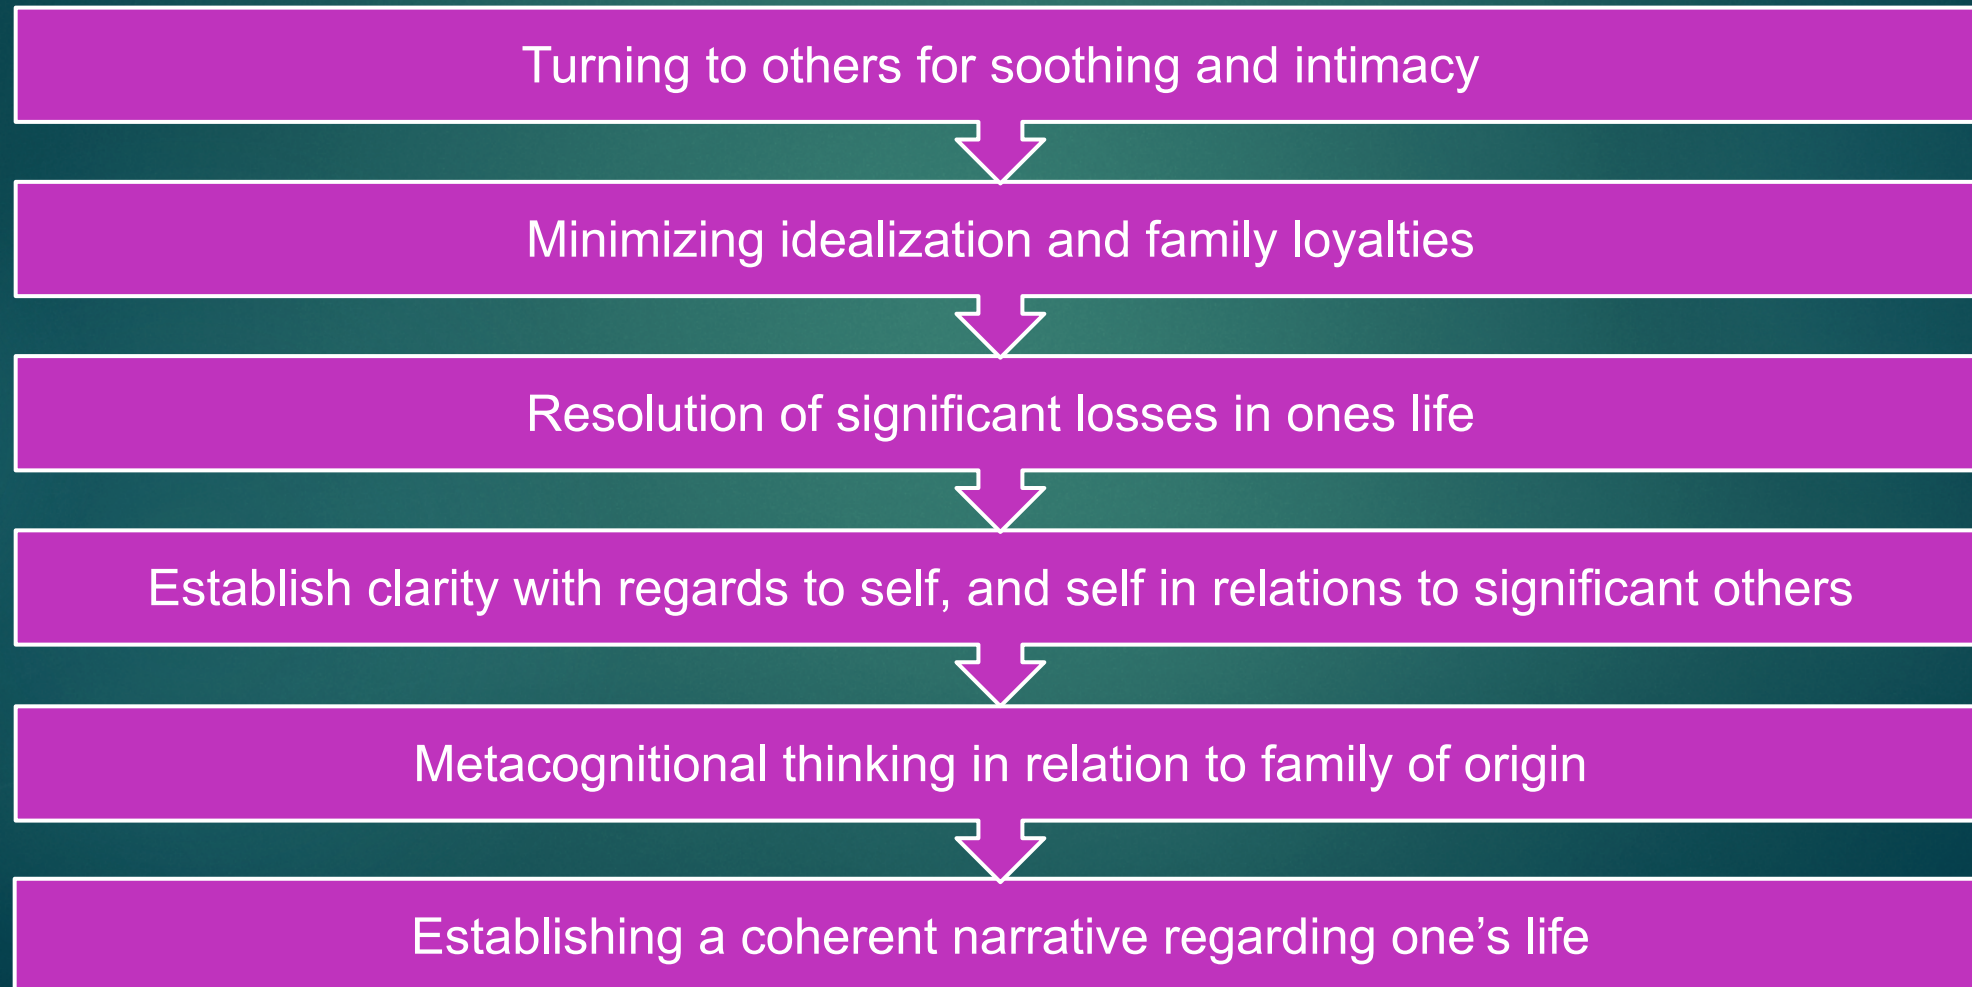 Turning to others for soothing and intimacy
Minimizing idealization and family loyalties
Resolution of significant losses in ones life
Establish clarity with regards to self, and self in relations to significant others
Metacognitional thinking in relation to family of origin
Establishing a coherent narrative regarding one’s life